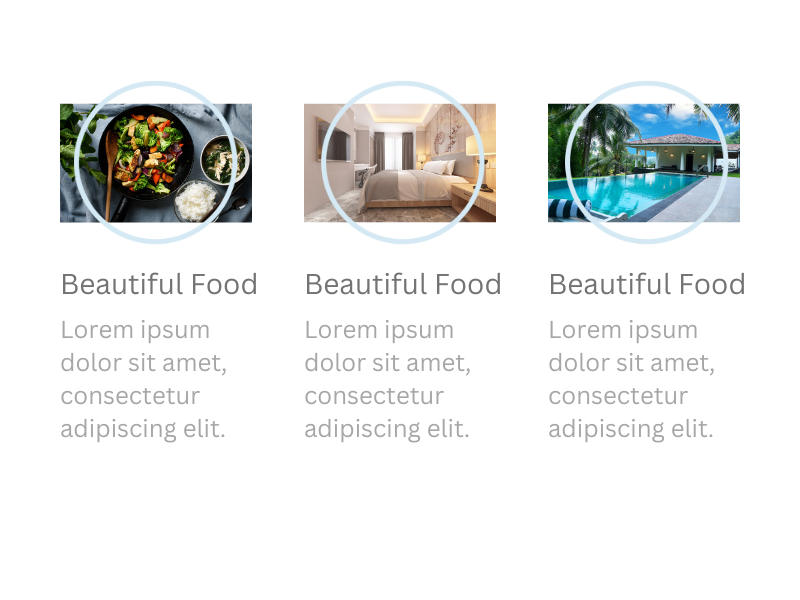 Beautiful Food
Lorem ipsum
dolor sit amet,
consectetur
adipiscing elit.
Beautiful Food
Lorem ipsum
dolor sit amet,
consectetur
adipiscing elit.
Beautiful Food
Lorem ipsum
dolor sit amet,
consectetur
adipiscing elit.